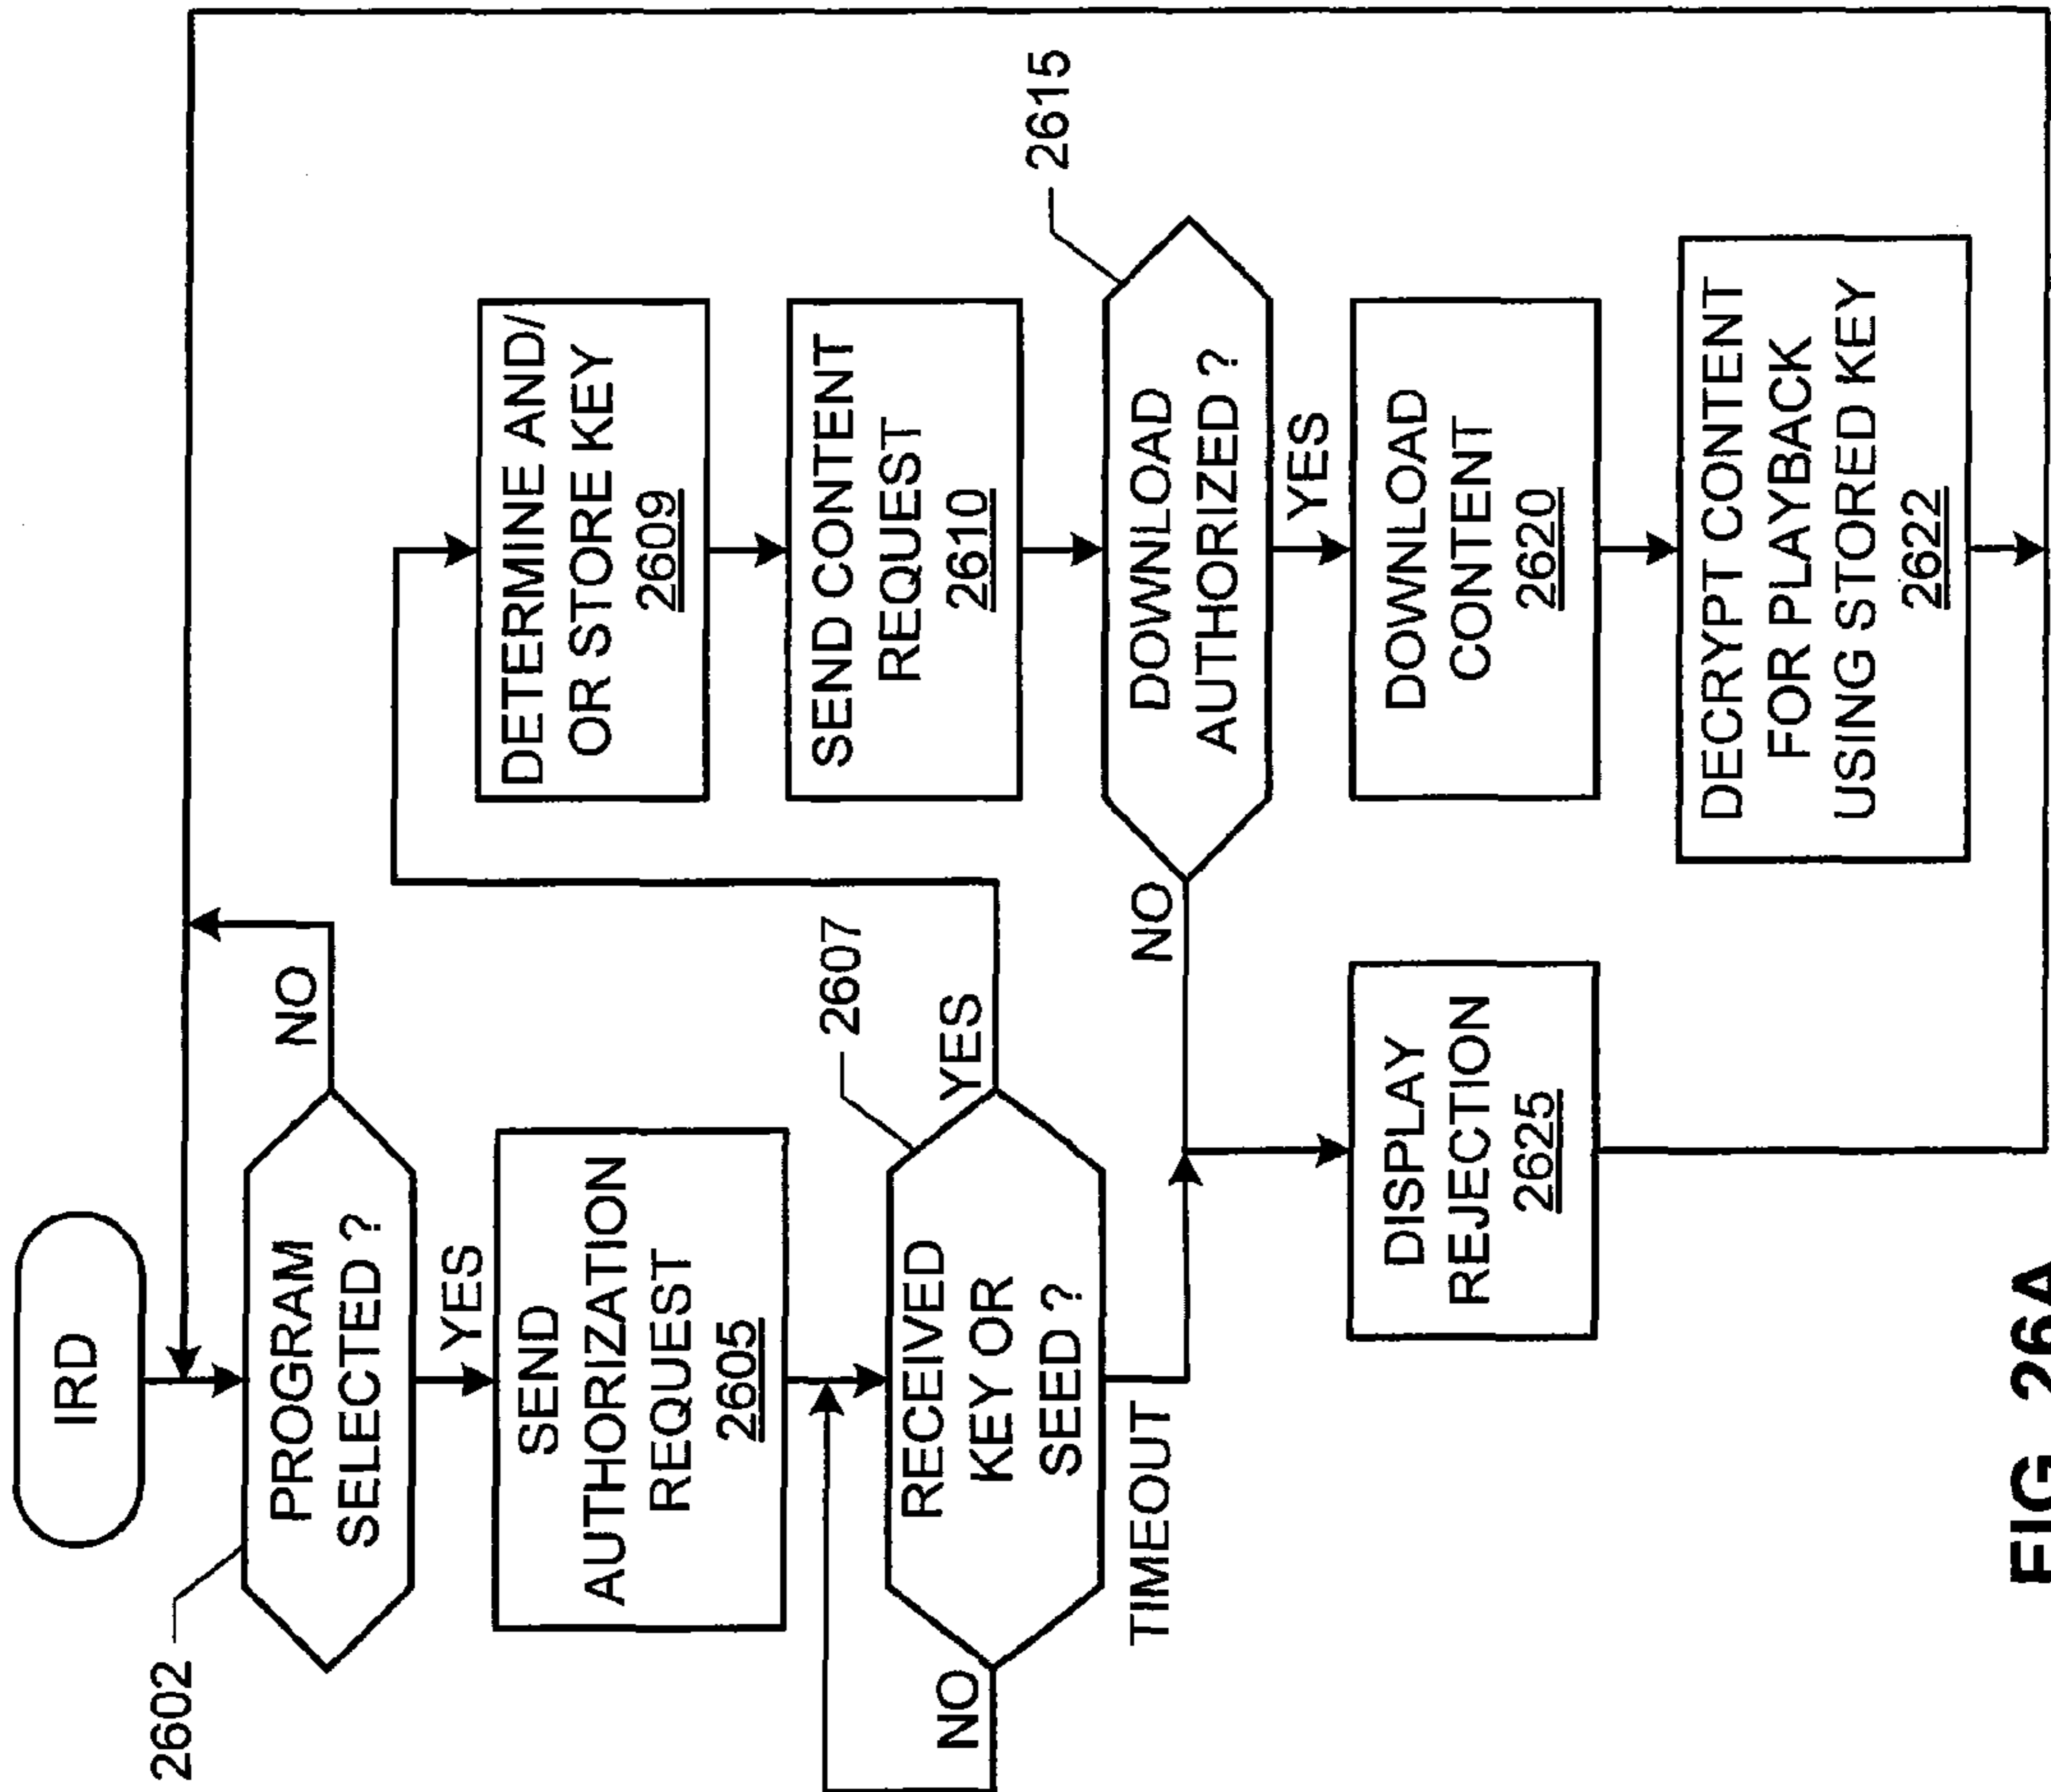 IRD
2602
PROGRAM
SELECTED ?
NO
YES
SEND
AUTHORIZATION
REQUEST
2605
2607
RECEIVED
KEY OR
SEED ?
NO
YES
TIMEOUT
DETERMINE AND/
OR STORE KEY
2609
SEND CONTENT
REQUEST
2610
2615
DOWNLOAD
AUTHORIZED ?
NO
YES
DISPLAY
REJECTION
2625
DOWNLOAD
CONTENT
2620
DECRYPT CONTENT
FOR PLAYBACK
USING STORED KEY
2622
FIG. 26A